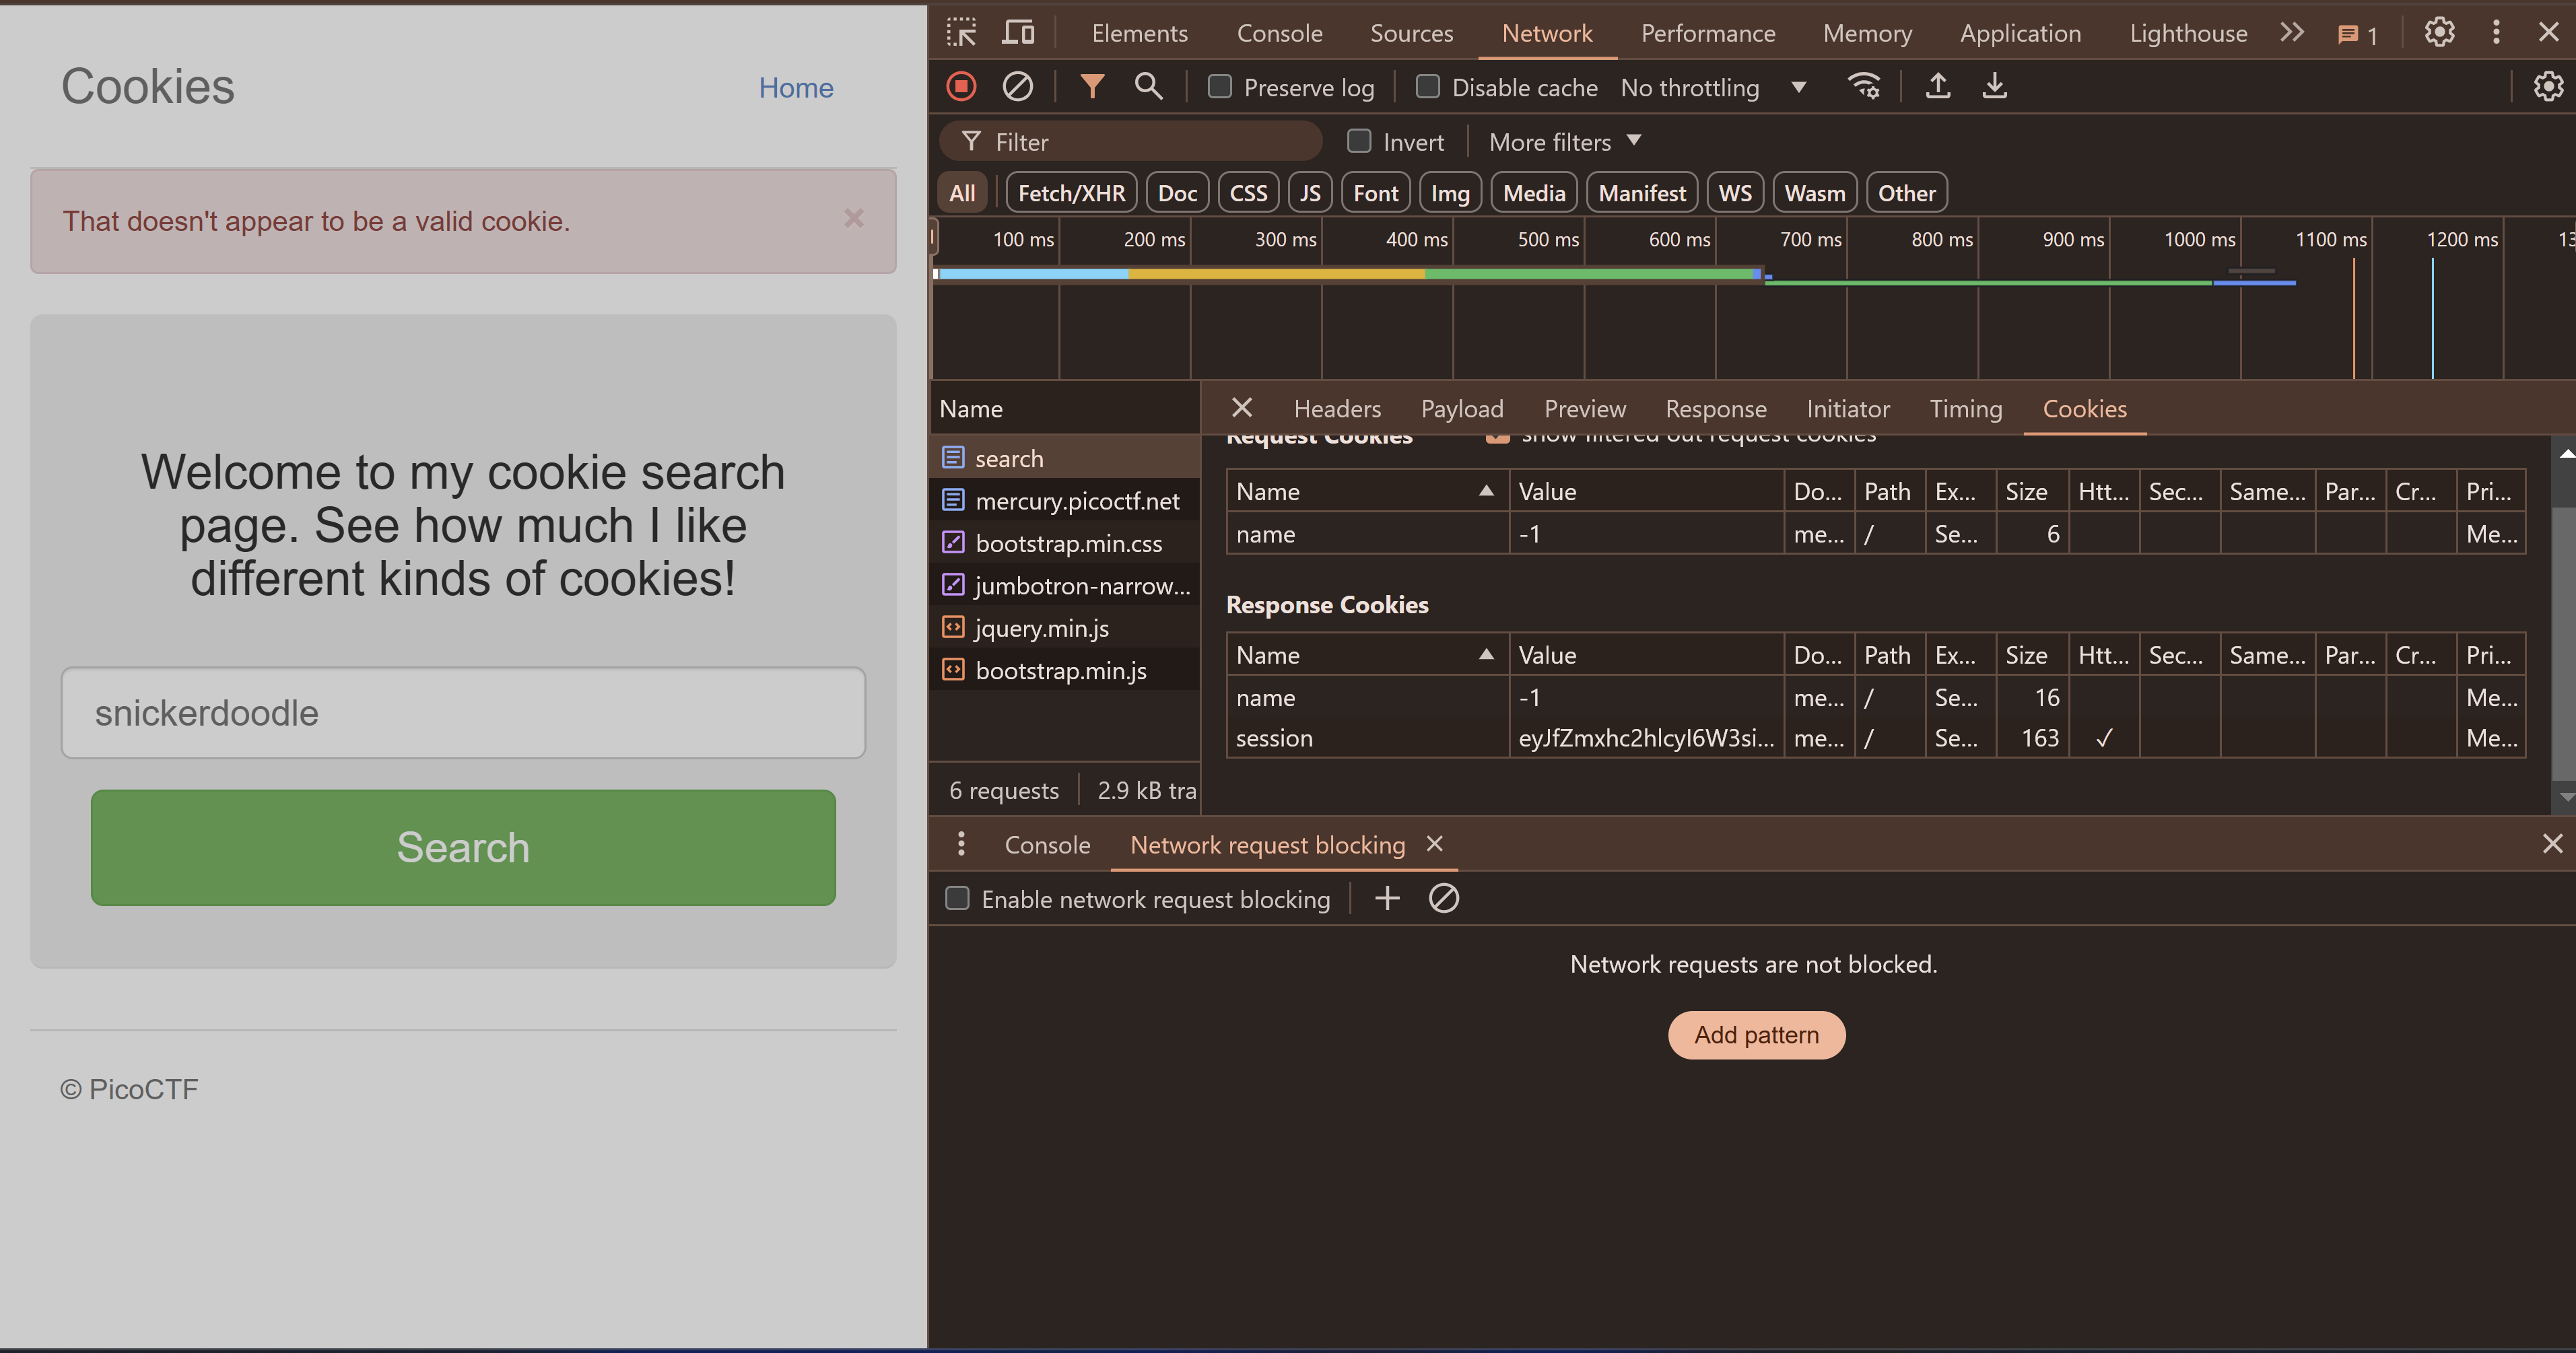 Cookies
Home
That doesn't appear to be a valid cookie.
Welcome to my cookie search
page. See how much I like
different kinds of cookies!
snickerdoodle
Search
© PicoCTF
Elements Console Sources Network Performance Memory Application Lighthouse 1
Preserve log Disable cache No throttling
Filter Invert More filters
All Fetch/XHR Doc CSS JS Font Img Media Manifest WS Wasm Other
100 ms 200 ms 300 ms 400 ms 500 ms 600 ms 700 ms 800 ms 900 ms 1000 ms 1100 ms 1200 ms
Name
search
mercury.picoctf.net
bootstrap.min.css
jumbotron-narrow...
jquery.min.js
bootstrap.min.js
6 requests 2.9 kB tra
Headers Payload Preview Response Initiator Timing Cookies
Request Cookies show filtered out request cookies
Name Value Do... Path Ex... Size Htt... Sec... Same... Par... Cr... Pri...
name -1 me... / Se... 6 Me...
Response Cookies
Name Value Do... Path Ex... Size Htt... Sec... Same... Par... Cr... Pri...
name -1 me... / Se... 16 Me...
session eyJfZmxhc2hlcyI6W3si... me... / Se... 163 ✓ Me...
Console Network request blocking
Enable network request blocking
Network requests are not blocked.
Add pattern